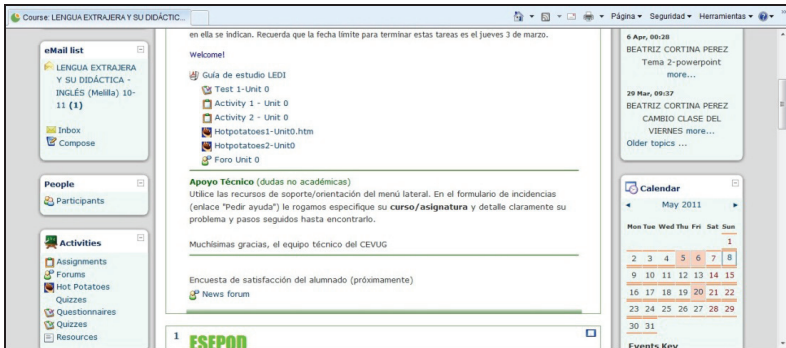 Course: LENGUA EXTRAJERA Y SU DIDÁCTIC...
Página
Seguridad
Herramientas
eMail list
LENGUA EXTRAJERA
Y SU DIDÁCTICA -
INGLÉS (Melilla) 10-
11 (1)
Inbox
Compose
People
Participants
Activities
Assignments
Forums
Hot Potatoes
Quizzes
Questionnaires
Quizzes
Resources
en ella se indican. Recuerda que la fecha límite para terminar estas tareas es el jueves 3 de marzo.
Welcome!
Guía de estudio LEDI
Test 1-Unit 0
Activity 1 - Unit 0
Activity 2 - Unit 0
Hotpotatoes1-Unit0.htm
Hotpotatoes2-Unit0
Foro Unit 0
Apoyo Técnico (dudas no académicas)
Utilice las recursos de soporte/orientación del menú lateral. En el formulario de incidencias
(enlace "Pedir ayuda") le rogamos especifique su curso/asignatura y detalle claramente su
problema y pasos seguidos hasta encontrarlo.
Muchísimas gracias, el equipo técnico del CEVUG
Encuesta de satisfacción del alumnado (próximamente)
News forum
1
ESEPOD
6 Apr, 00:28
BEATRIZ CORTINA PEREZ
Tema 2-powerpoint
more...
29 Mar, 09:37
BEATRIZ CORTINA PEREZ
CAMBIO CLASE DEL
VIERNES more...
Older topics ...
Calendar
May 2011
Mon Tue Wed Thu Fri Sat Sun
1
2 3 4 5 6 7 8
9 10 11 12 13 14 15
16 17 18 19 20 21 22
23 24 25 26 27 28 29
30 31
Events Key